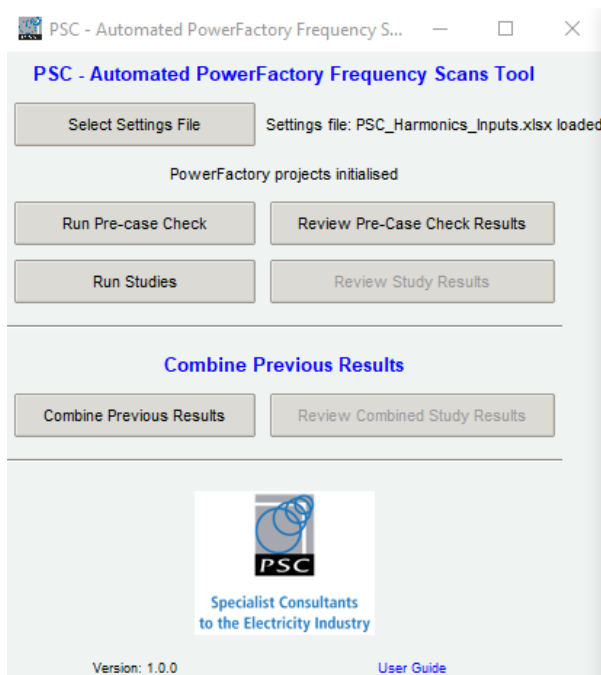 PSC - Automated PowerFactory Frequency S...
PSC - Automated PowerFactory Frequency Scans Tool
Select Settings File Settings file: PSC_Harmonics_Inputs.xlsx loaded
PowerFactory projects initialised
Run Pre-case Check Review Pre-Case Check Results
Run Studies Review Study Results
Combine Previous Results
Combine Previous Results Review Combined Study Results
PSC
Specialist Consultants
to the Electricity Industry
Version: 1.0.0 User Guide